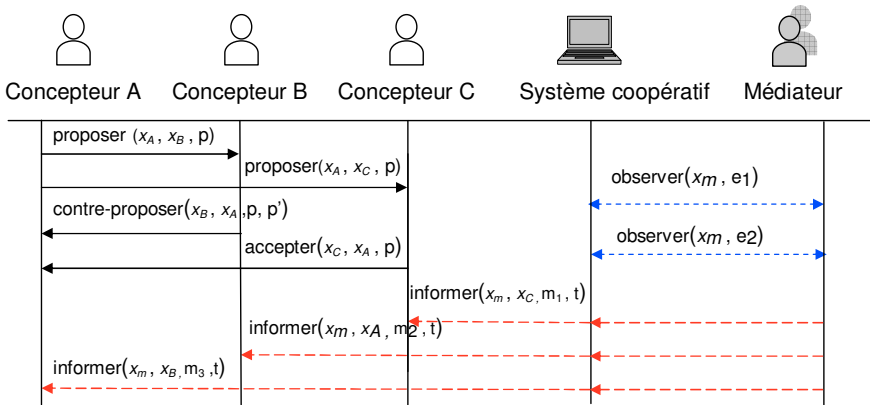 Concepteur A Concepteur B Concepteur C Système coopératif Médiateur
proposer (xA, xB, p)
proposer(xA, xC, p)
observer(xm, e1)
contre-proposer(xB, xA,p, p’)
observer(xm, e2)
accepter(xC, xA, p)
informer(xm, xC, m1, t)
informer(xm, xA, m2, t)
informer(xm, xB, m3 ,t)